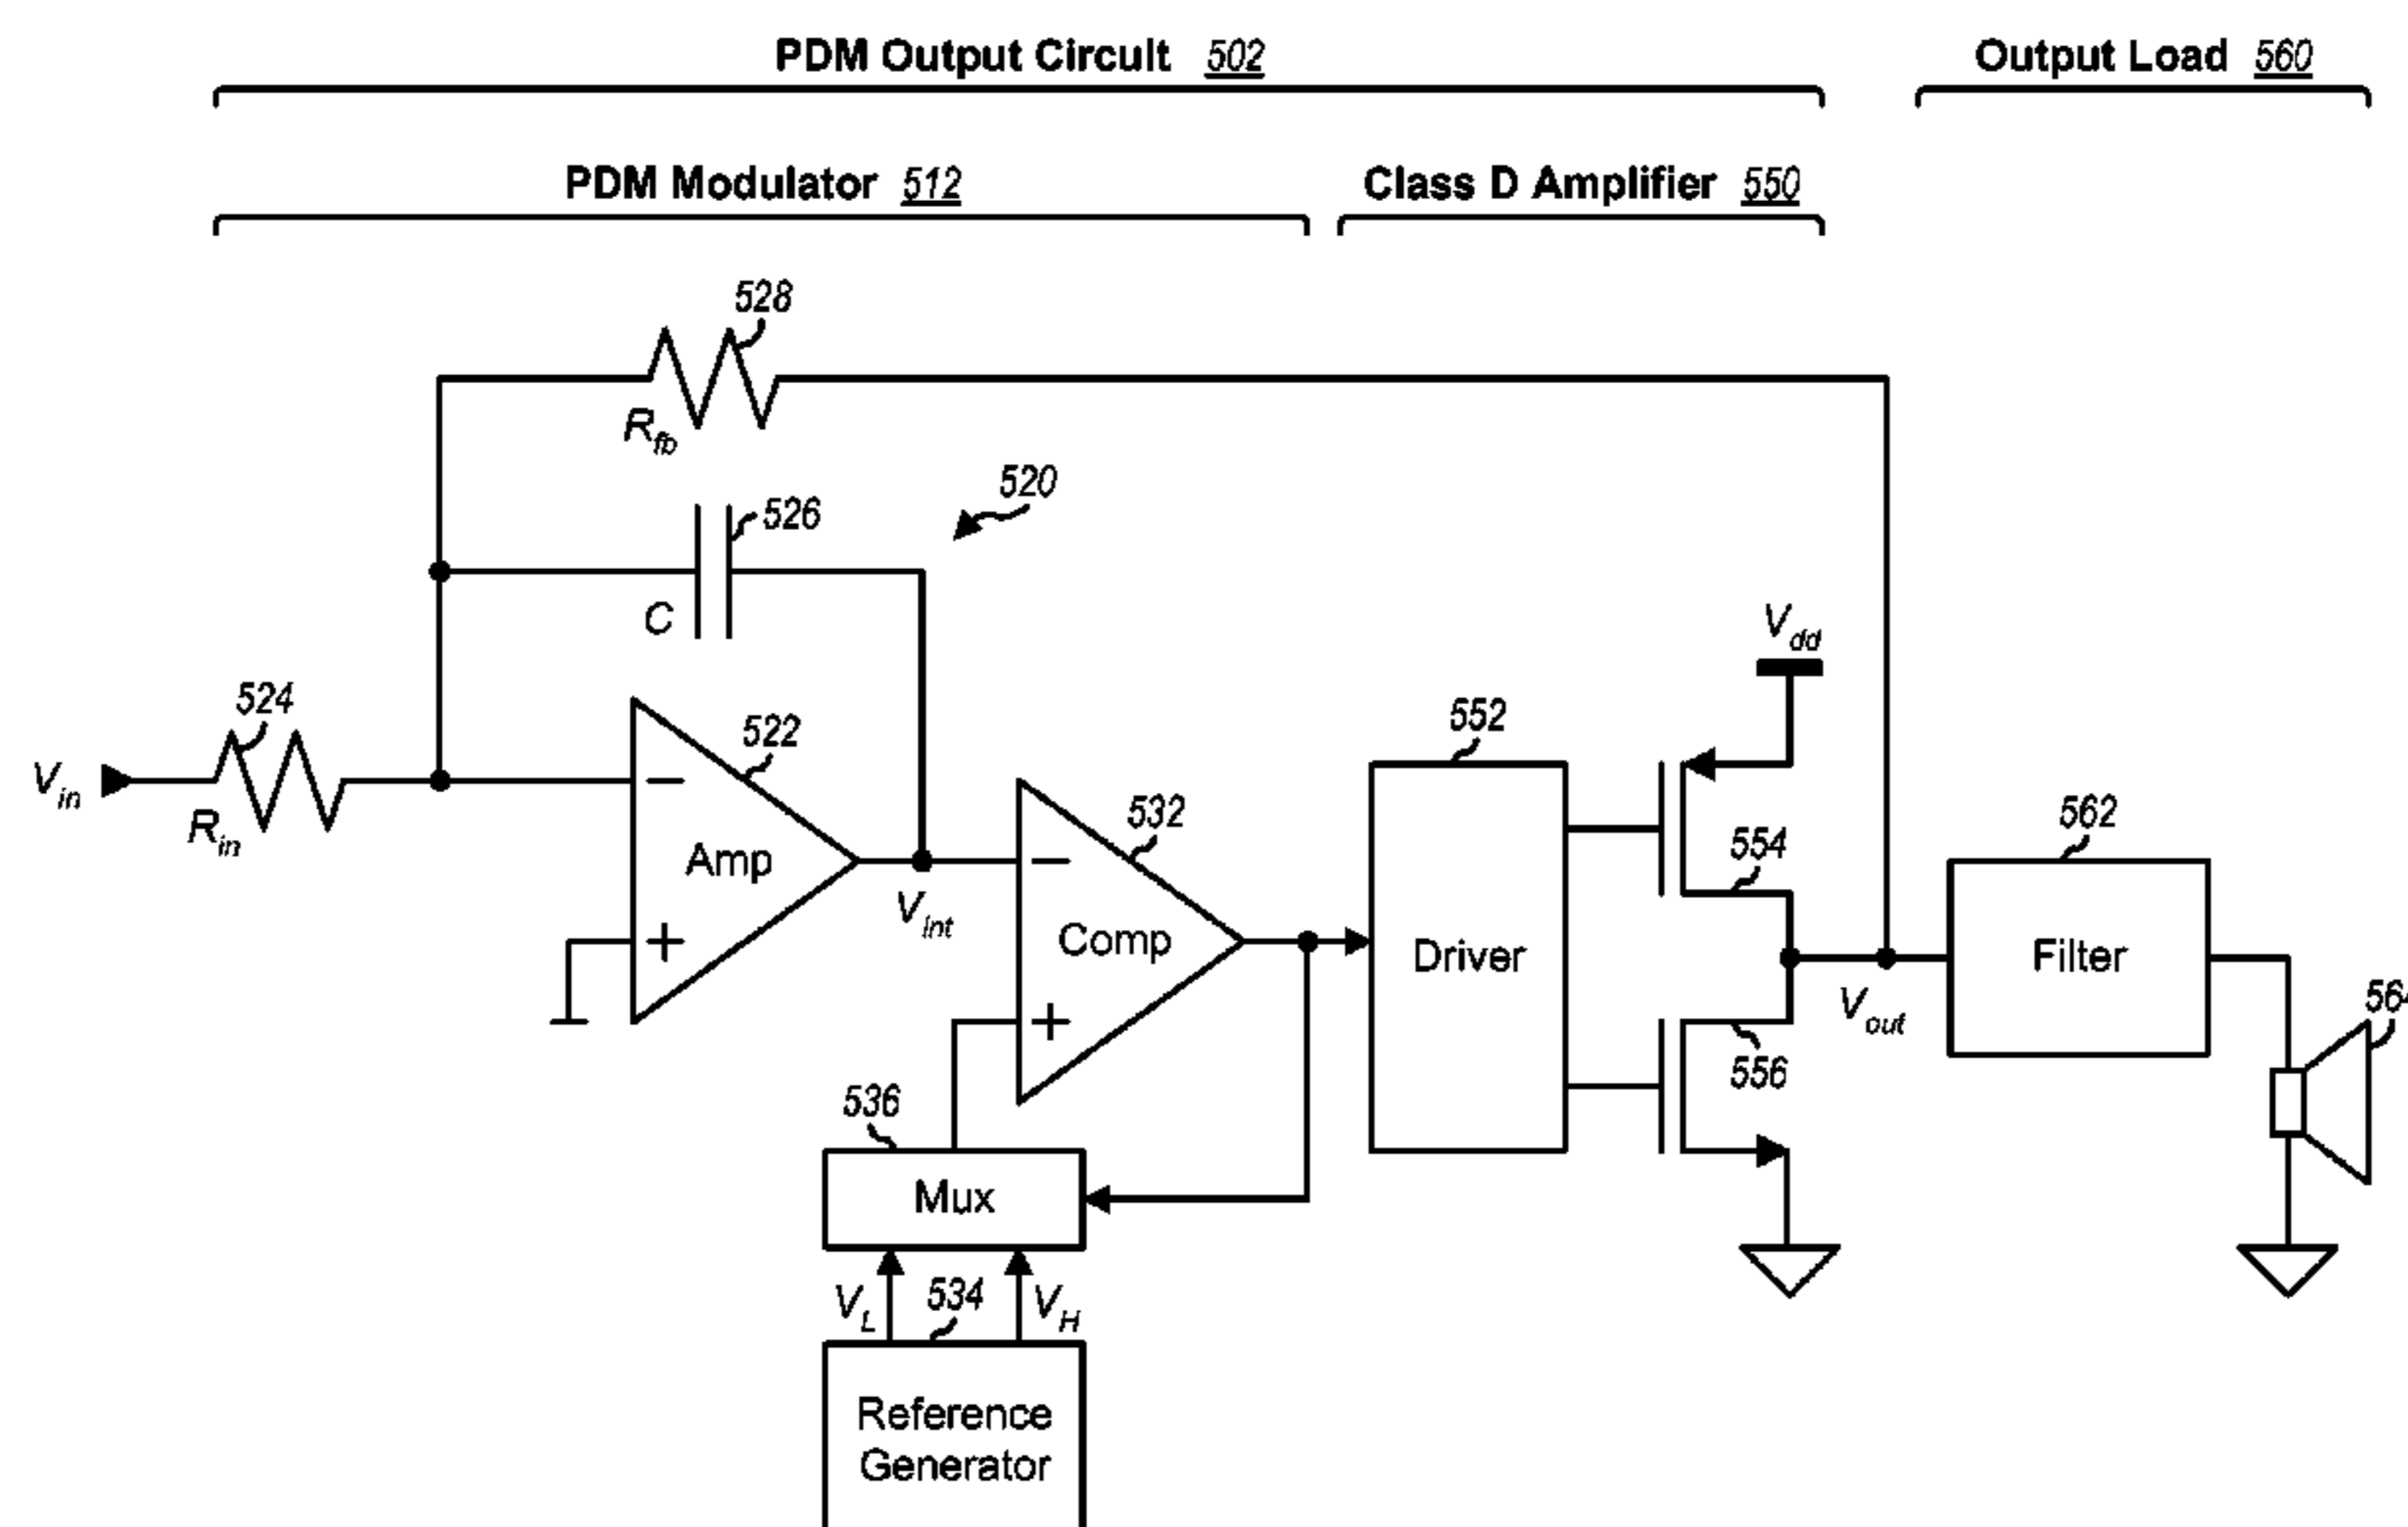 PDM Output Circuit 502
Output Load 560
PDM Modulator 512
Class D Amplifier 550
528
Rfb
520
526
C
Vdd
524
522
552
Vin
Rin
Amp
532
562
554
Vint
Comp
Driver
Filter
Vout
564
556
536
Mux
VL
534
VH
Reference
Generator